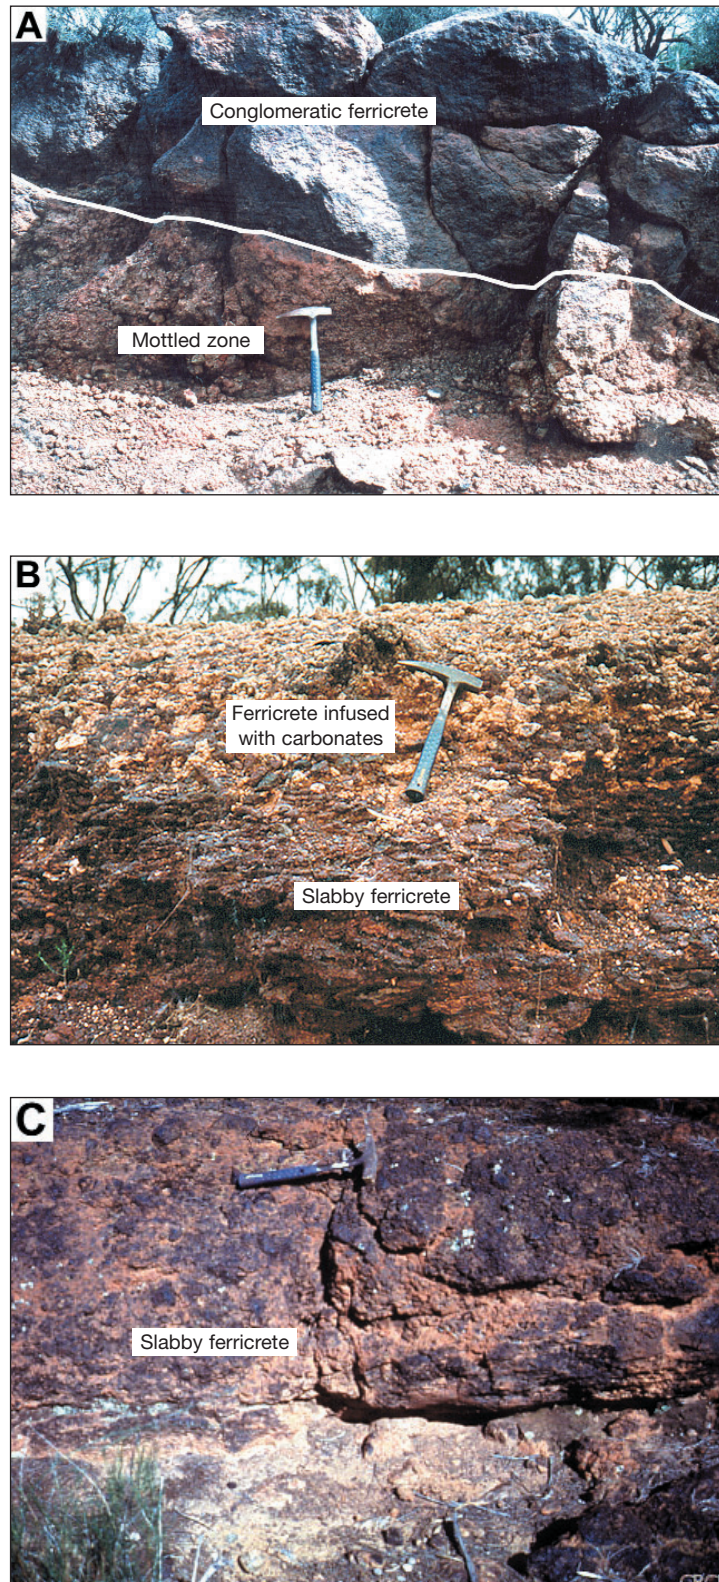 A
Conglomeratic ferricrete
Mottled zone
B
Ferricrete infused
with carbonates
Slabby ferricrete
C
Slabby ferricrete